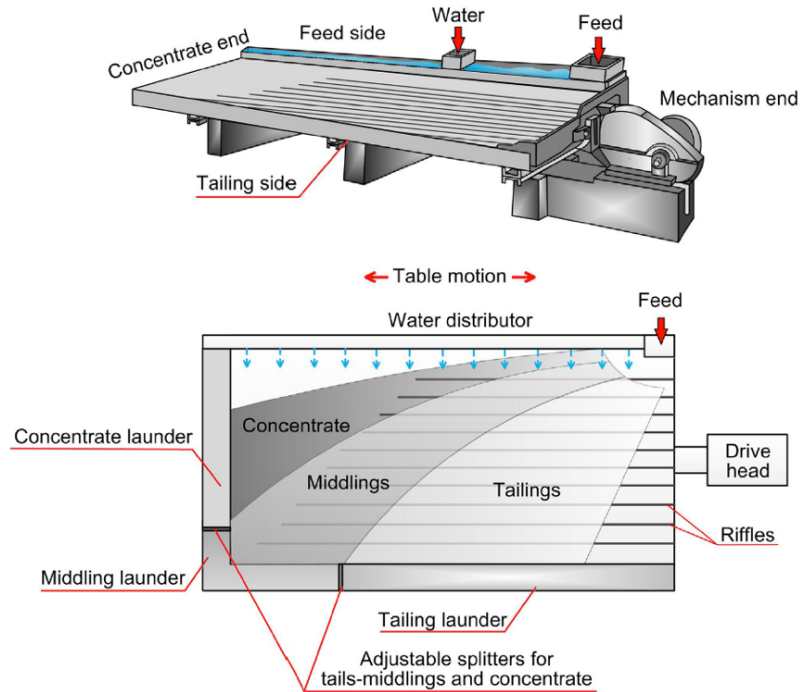 Water
Feed
Feed side
Concentrate end
Mechanism end
Tailing side
Table motion
Feed
Water distributor
Concentrate
Concentrate launder
Drive
head
Middlings
Tailings
Riffles
Middling launder
Tailing launder
Adjustable splitters for
tails-middlings and concentrate